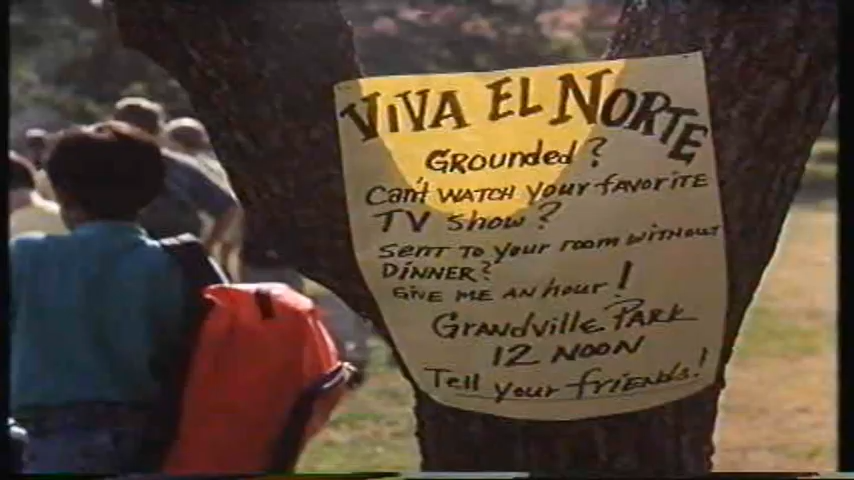 VIVA EL NORTE
GROUNDED?
Can't WATCH your favorite
TV Show?
Sent to your room without
DINNER?
Give me an hour!
Grandville Park
12 NOON
Tell your friends!